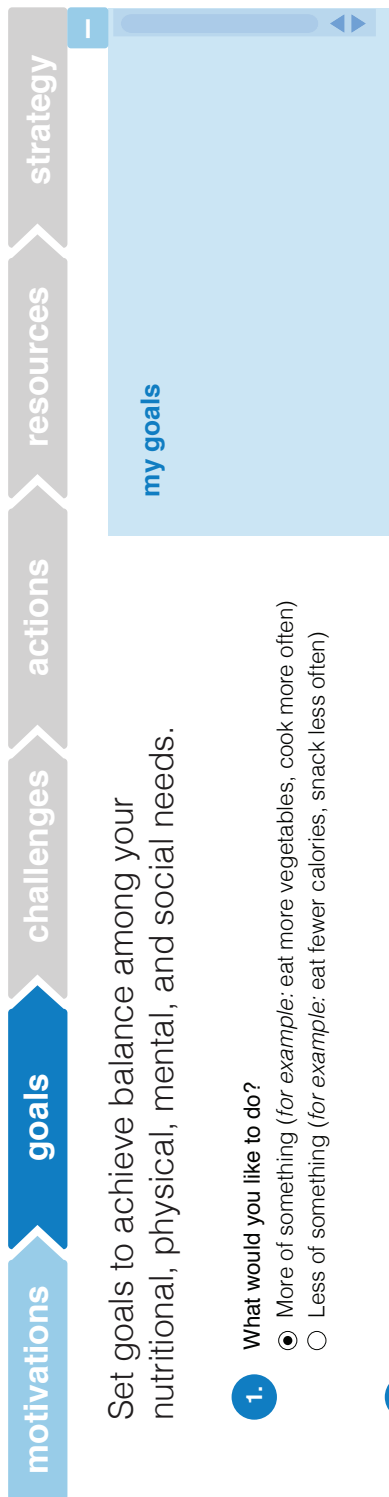 motivations
goals
challenges
actions
resources
strategy
–
Set goals to achieve balance among your
nutritional, physical, mental, and social needs.
my goals
1.
What would you like to do?
More of something (for example: eat more vegetables, cook more often)
Less of something (for example: eat fewer calories, snack less often)